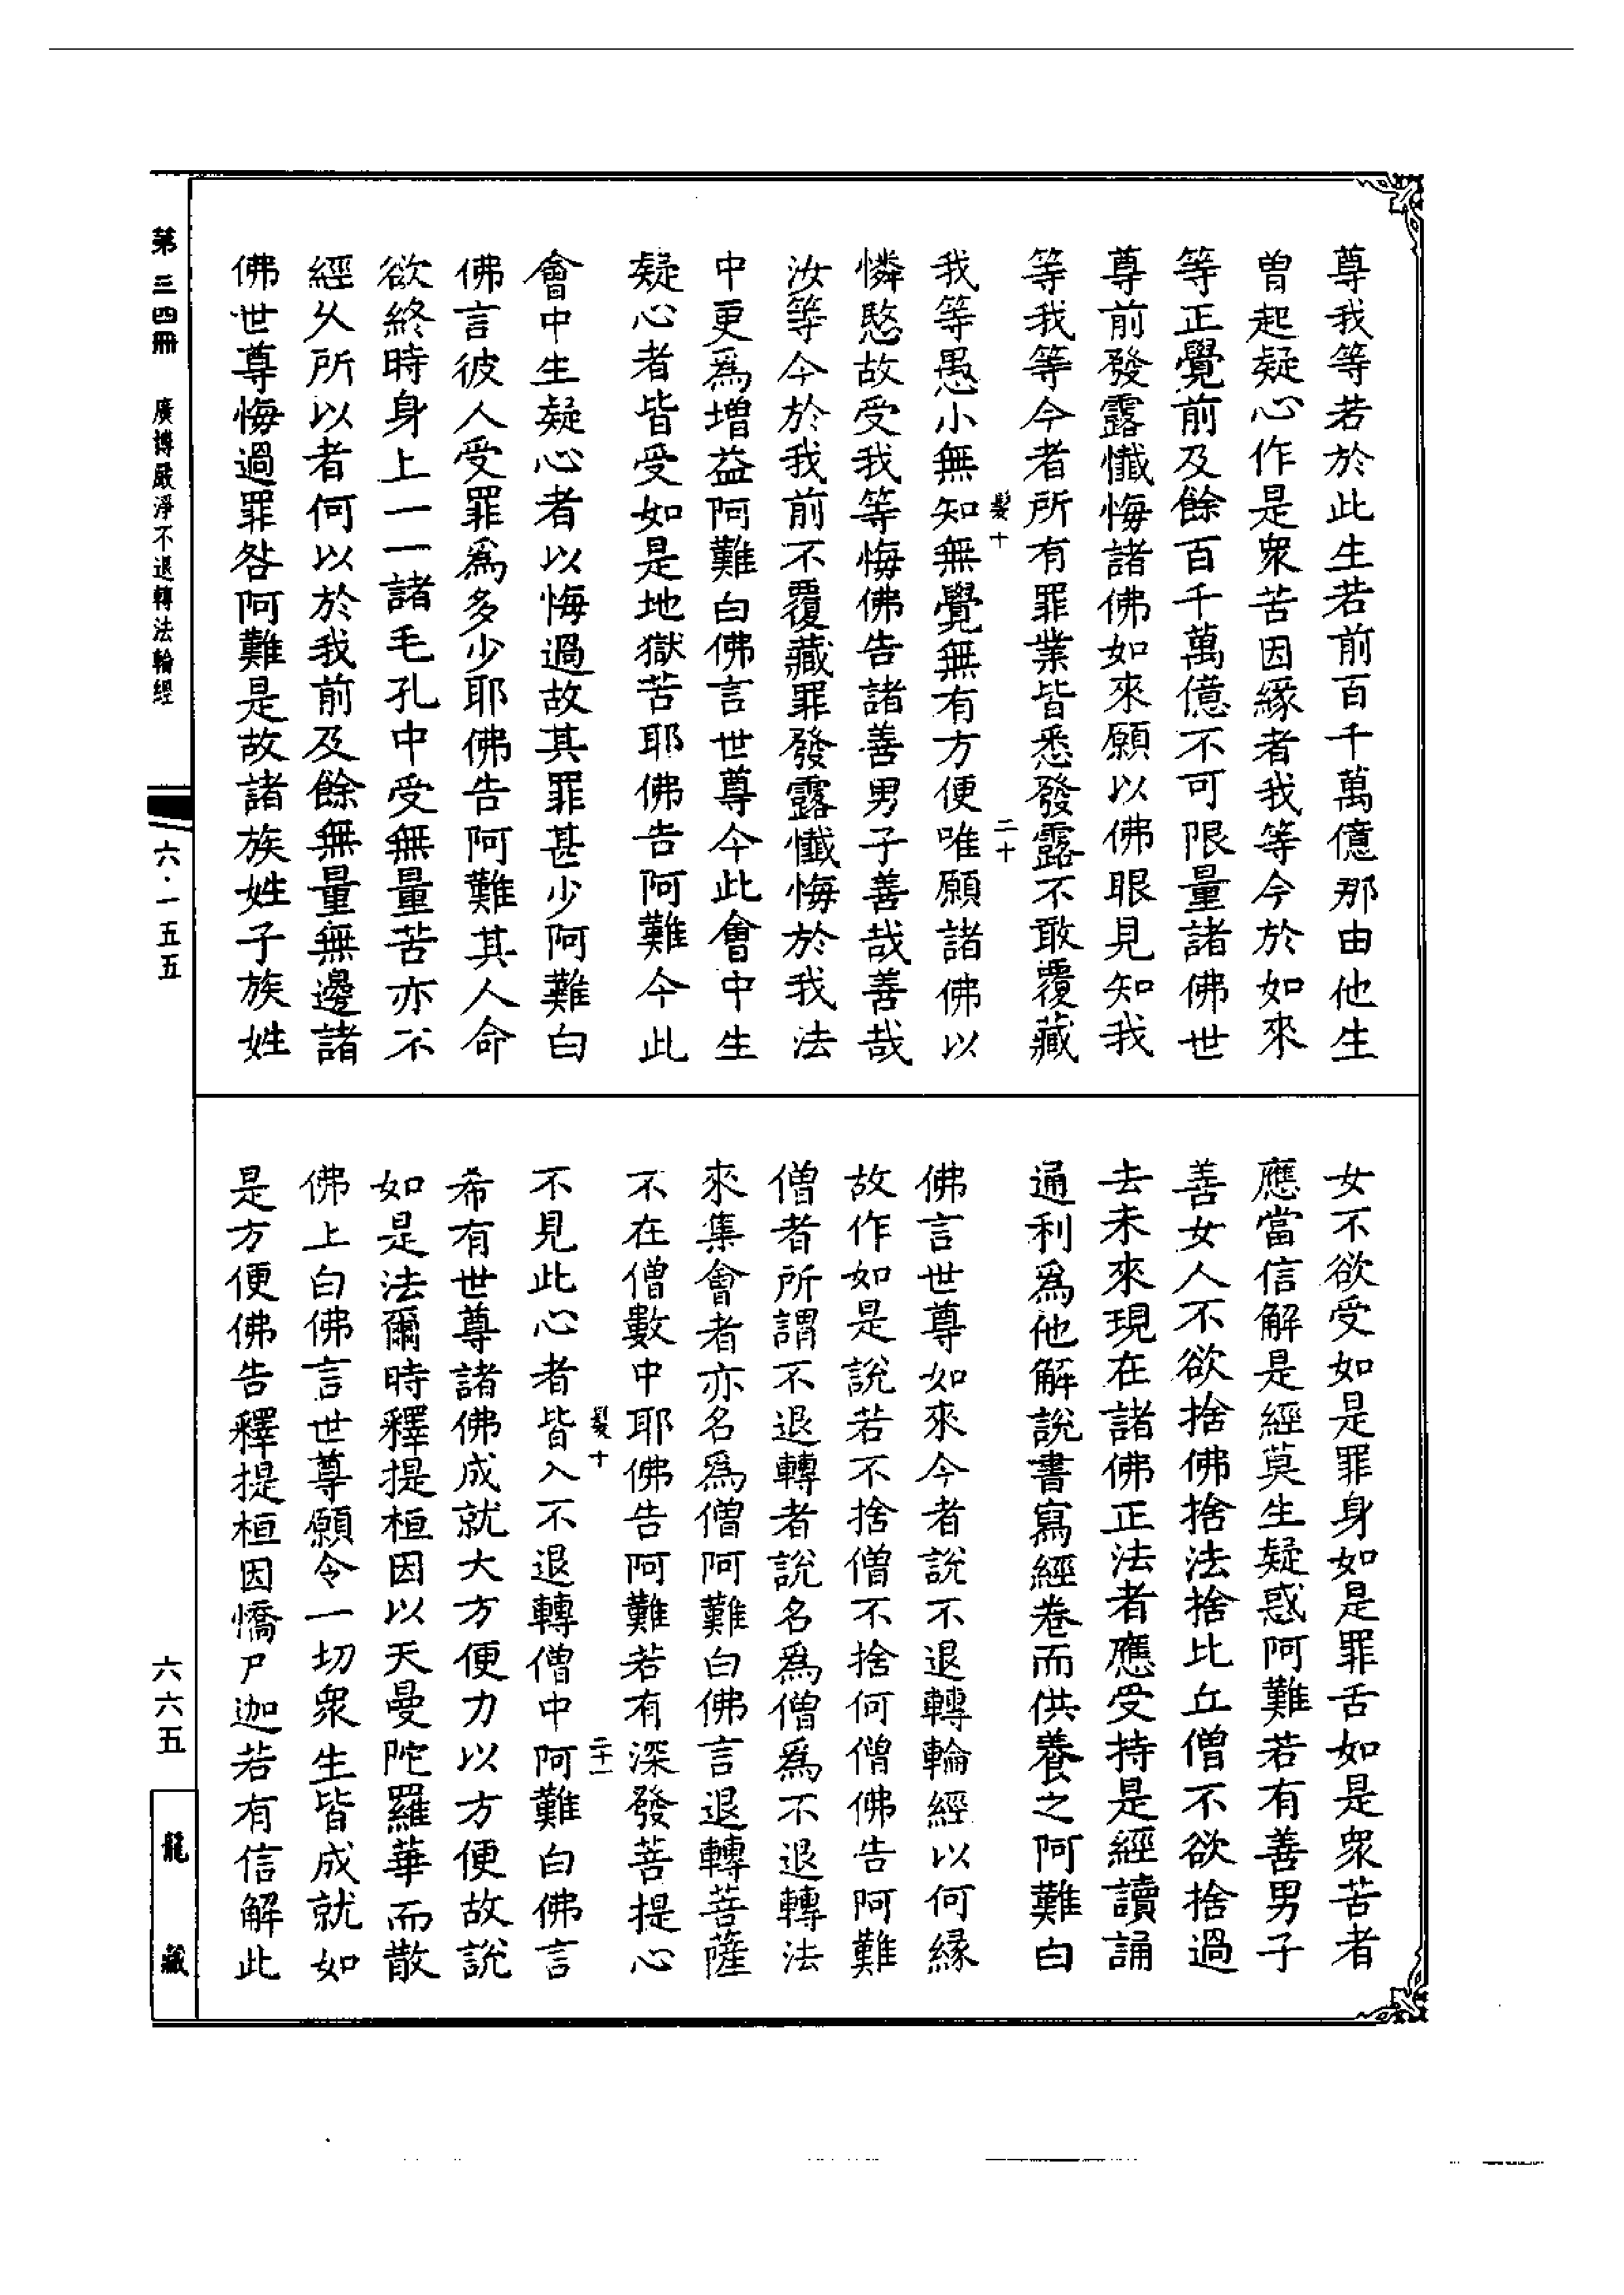 尊我等若於此生若前百千萬億那由他生
曾起疑心作是衆苦因緣者我等今於如來
等正覺前及餘百千萬億不可限量諸佛世
尊前發露懺悔諸佛如來願以佛眼見知我
等我等今者所有罪業皆悉發露不敢覆藏
髮十 二十
我等愚小無知無覺無有方便唯願諸佛以
憐愍故受我等悔佛告諸善男子善哉善哉
汝等今於我前不覆藏罪發露懺悔於我法
中更爲增益阿難白佛言世尊今此會中生
疑心者皆受如是地獄苦耶佛告阿難今此
會中生疑心者以悔過故其罪甚少阿難白
佛言彼人受罪爲多少耶佛告阿難其人命
欲終時身上一一諸毛孔中受無量苦亦不
經久所以者何以於我前及餘無量無邊諸
佛世尊悔過罪咎阿難是故諸族姓子族姓
女不欲受如是罪身如是罪舌如是衆苦者
應當信解是經莫生疑惑阿難若有善男子
善女人不欲捨佛捨法捨比丘僧不欲捨過
去未來現在諸佛正法者應受持是經讀誦
通利爲他解說書寫經卷而供養之阿難白
佛言世尊如來今者說不退轉輪經以何緣
故作如是說若不捨僧不捨何僧佛告阿難
僧者所謂不退轉者說名爲僧爲不退轉法
來集會者亦名爲僧阿難白佛言退轉菩薩
不在僧數中耶佛告阿難若有深發菩提心
髮十 二十一
不見此心者皆入不退轉僧中阿難白佛言
希有世尊諸佛成就大方便力以方便故說
如是法爾時釋提桓因以天曼陀羅華而散
佛上白佛言世尊願令一切衆生皆成就如
是方便佛告釋提桓因憍尸迦若有信解此
第三四冊 廣博嚴淨不退轉法輪經
六·一五五
六六五
龍藏